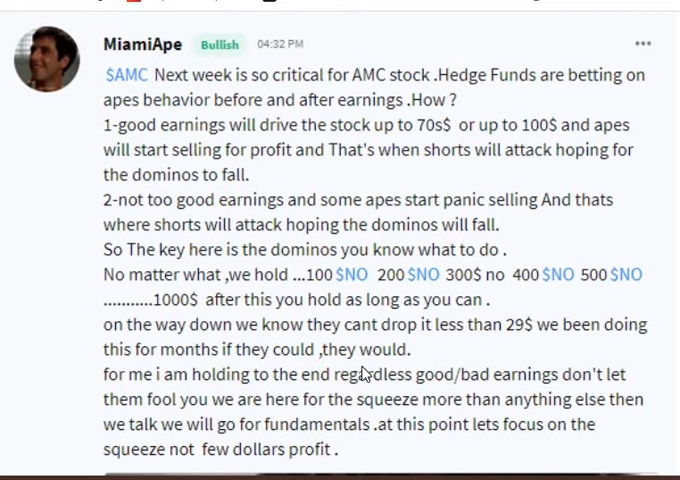 MiamiApe Bullish 04:32 PM
$AMC Next week is so critical for AMC stock .Hedge Funds are betting on
apes behavior before and after earnings .How ?
1-good earnings will drive the stock up to 70s$ or up to 100$ and apes
will start selling for profit and That's when shorts will attack hoping for
the dominos to fall.
2-not too good earnings and some apes start panic selling And thats
where shorts will attack hoping the dominos will fall.
So The key here is the dominos you know what to do .
No matter what ,we hold ...100 $NO 200 $NO 300$ no 400 $NO 500 $NO
...........1000$ after this you hold as long as you can .
on the way down we know they cant drop it less than 29$ we been doing
this for months if they could ,they would.
for me i am holding to the end regardless good/bad earnings don't let
them fool you we are here for the squeeze more than anything else then
we talk we will go for fundamentals .at this point lets focus on the
squeeze not few dollars profit .